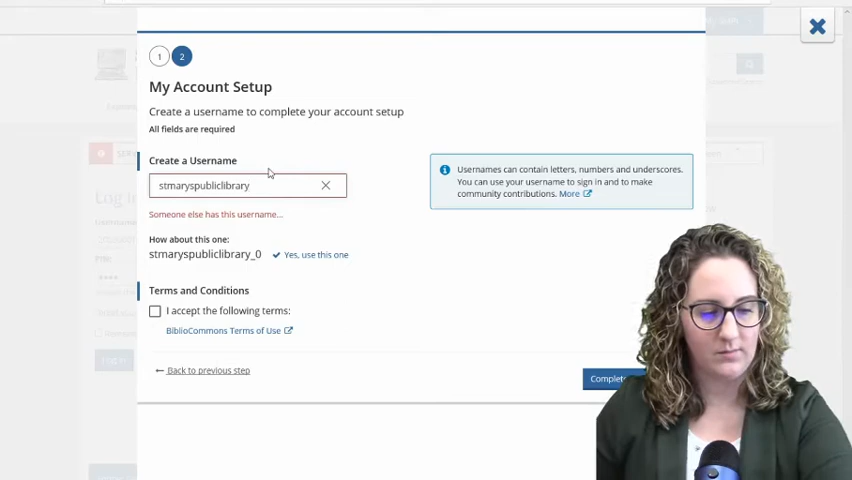 1 2
My Account Setup
Create a username to complete your account setup
All fields are required
Create a Username
stmaryspubliclibrary
Usernames can contain letters, numbers and underscores.
You can use your username to sign in and to make
community contributions. More
Someone else has this username...
How about this one:
stmaryspubliclibrary_0 Yes, use this one
Terms and Conditions
I accept the following terms:
BiblioCommons Terms of Use
Back to previous step
Complete